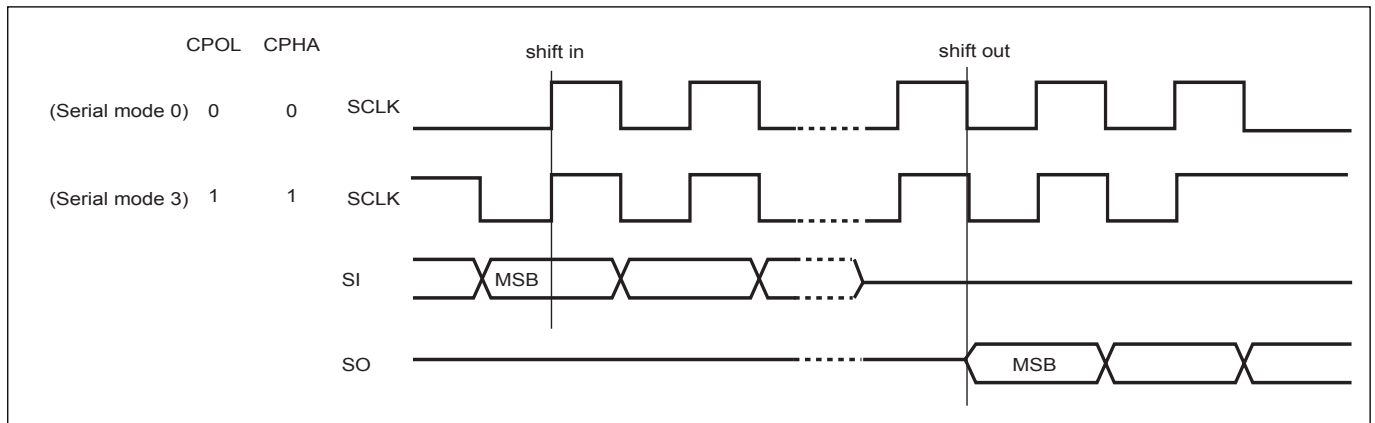 CPOL CPHA shift in shift out
(Serial mode 0) 0 0 SCLK
(Serial mode 3) 1 1 SCLK
SI MSB
SO MSB